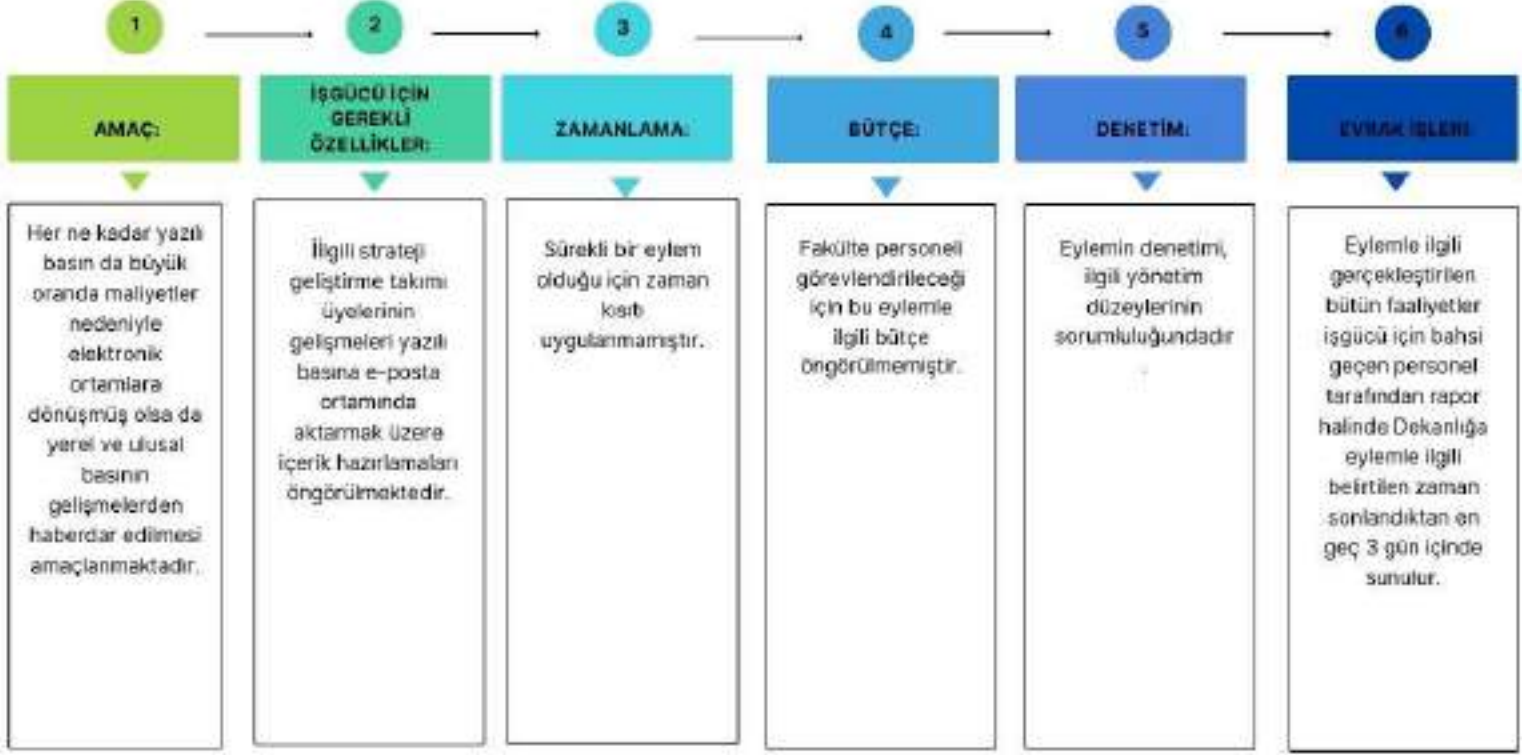 1
2
3
4
5
6
AMAÇ:
İŞGÜCÜ İÇİN
GEREKLİ
ÖZELLİKLER:
ZAMANLAMA:
BÜTÇE:
DENETİM:
EVRAK İŞLERİ:
Her ne kadar yazılı
basın da büyük
oranda maliyetler
nedeniyle
elektronik
ortamlara
dönüşmüş olsa da
yerel ve ulusal
basının
gelişmelerden
haberdar edilmesi
amaçlanmaktadır.
İlgili strateji
geliştirme takımı
üyelerinin
gelişmeleri yazılı
basına e-posta
ortamında
aktarmak üzere
içerik hazırlamaları
öngörülmektedir.
Sürekli bir eylem
olduğu için zaman
kısıtı
uygulanmamıştır.
Fakülte personeli
görevlendirileceği
için bu eylemle
ilgili bütçe
öngörülmemiştir.
Eylemin denetimi,
ilgili yönetim
düzeylerinin
sorumluluğundadır
.
Eylemle ilgili
gerçekleştirilen
bütün faaliyetler
işgücü için bahsi
geçen personel
tarafından rapor
halinde Dekanlığa
eylemle ilgili
belirtilen zaman
sonlandıktan en
geç 3 gün içinde
sunulur.